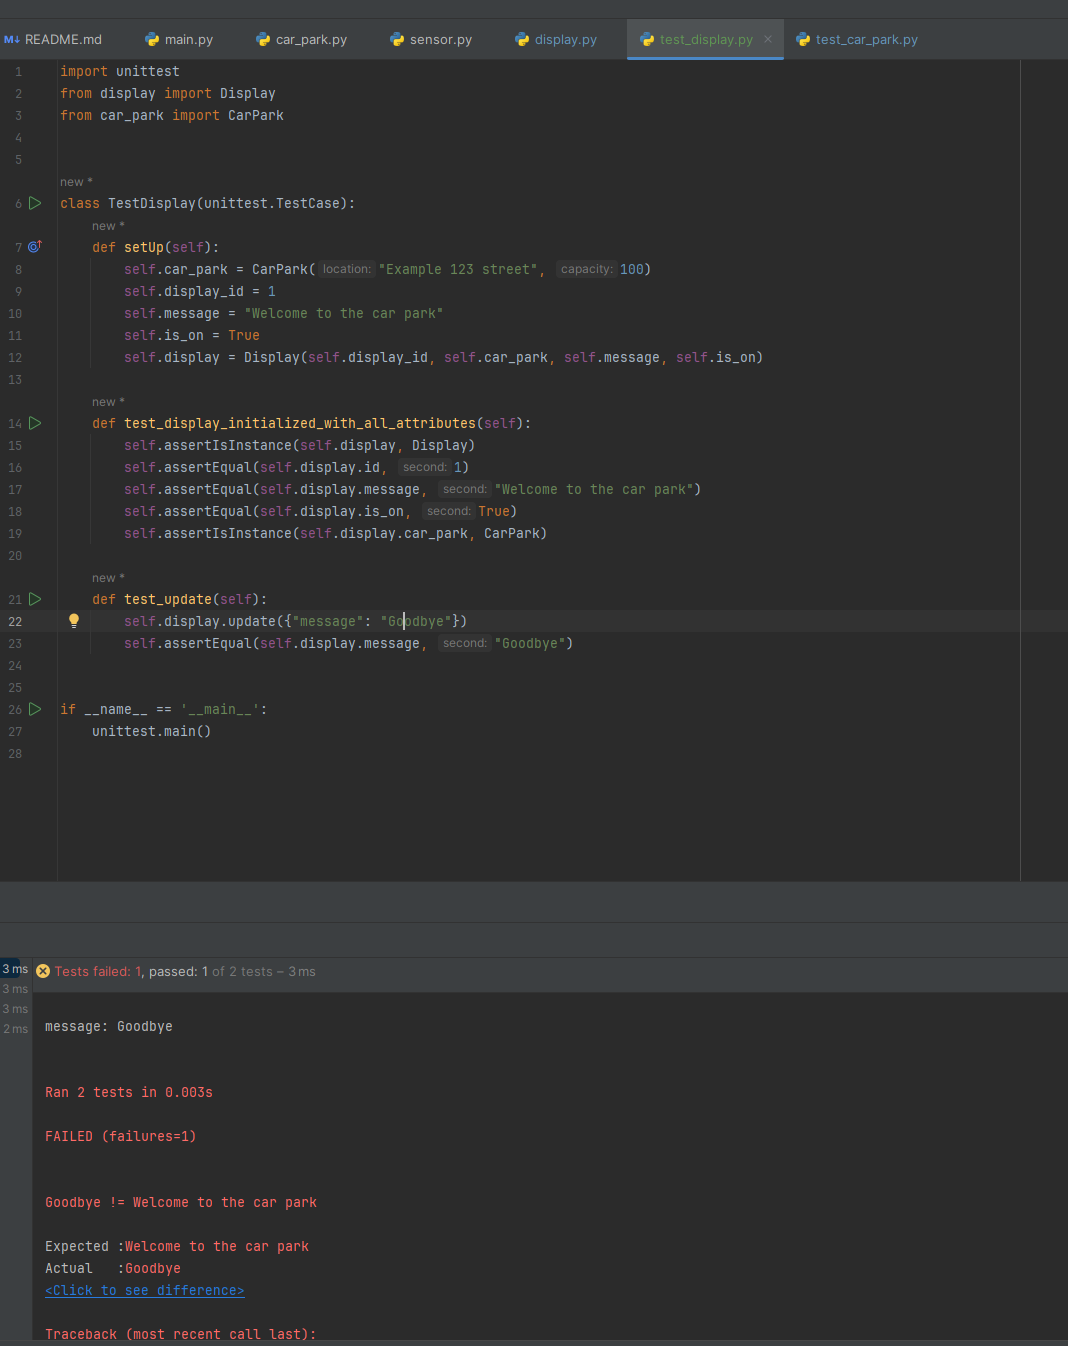 README.md main.py car_park.py sensor.py display.py test_display.py × test_car_park.py
1 import unittest
2 from display import Display
3 from car_park import CarPark
4
5
new *
6 class TestDisplay(unittest.TestCase):
new *
7 def setUp(self):
8 self.car_park = CarPark( location: "Example 123 street", capacity: 100)
9 self.display_id = 1
10 self.message = "Welcome to the car park"
11 self.is_on = True
12 self.display = Display(self.display_id, self.car_park, self.message, self.is_on)
13
new *
14 def test_display_initialized_with_all_attributes(self):
15 self.assertIsInstance(self.display, Display)
16 self.assertEqual(self.display.id, second: 1)
17 self.assertEqual(self.display.message, second: "Welcome to the car park")
18 self.assertEqual(self.display.is_on, second: True)
19 self.assertIsInstance(self.display.car_park, CarPark)
20
new *
21 def test_update(self):
22 self.display.update({"message": "Goodbye"})
23 self.assertEqual(self.display.message, second: "Goodbye")
24
25
26 if __name__ == '__main__':
27 unittest.main()
28
3 ms Tests failed: 1, passed: 1 of 2 tests – 3 ms
3 ms
3 ms
2 ms
message: Goodbye
Ran 2 tests in 0.003s
FAILED (failures=1)
Goodbye != Welcome to the car park
Expected :Welcome to the car park
Actual :Goodbye
<Click to see difference>
Traceback (most recent call last):